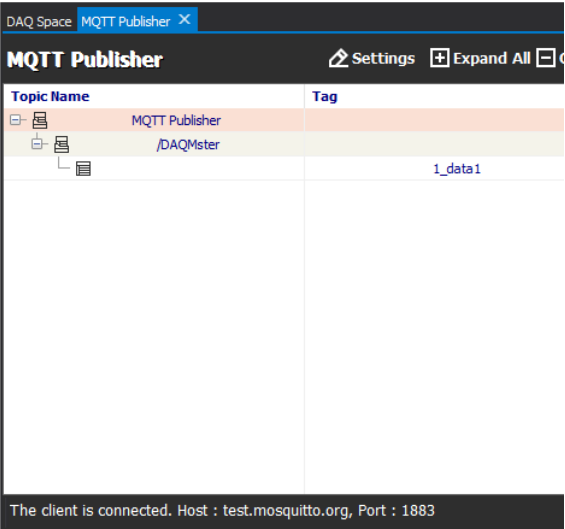 DAQ Space MQTT Publisher
MQTT Publisher Settings Expand All
Topic Name Tag
MQTT Publisher
/DAQMster
1_data1
The client is connected. Host : test.mosquitto.org, Port : 1883